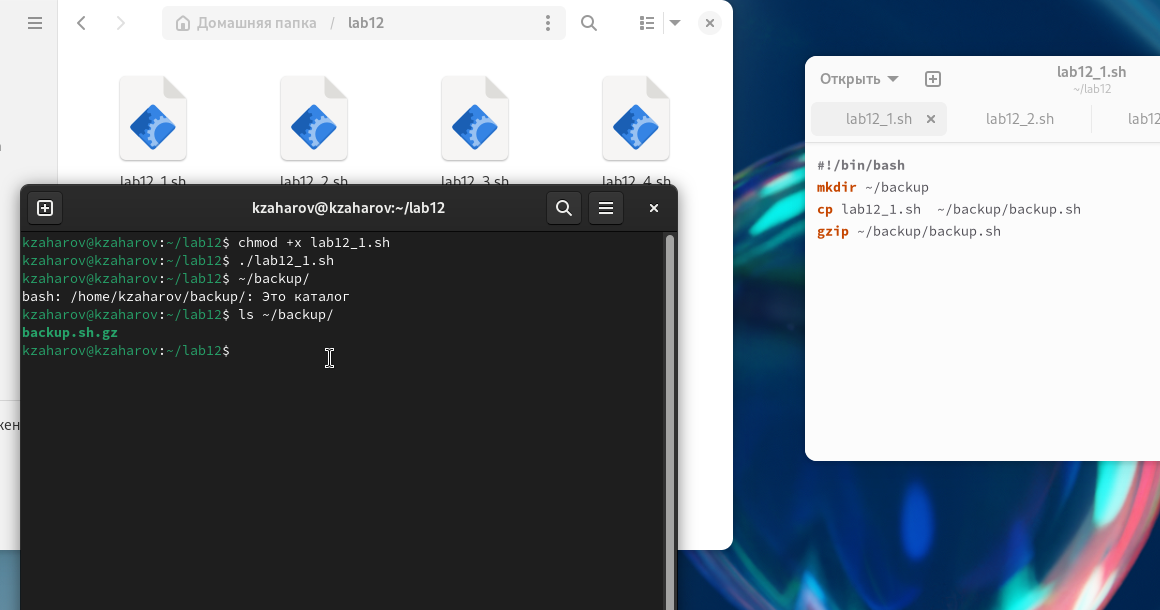 Домашняя папка / lab12
lab12_1.sh
lab12_2.sh
lab12_3.sh
lab12_4.sh
kzaharov@kzaharov:~/lab12
kzaharov@kzaharov:~/lab12$ chmod +x lab12_1.sh
kzaharov@kzaharov:~/lab12$ ./lab12_1.sh
kzaharov@kzaharov:~/lab12$ ~/backup/
bash: /home/kzaharov/backup/: Это каталог
kzaharov@kzaharov:~/lab12$ ls ~/backup/
backup.sh.gz
kzaharov@kzaharov:~/lab12$
Открыть
lab12_1.sh
~/lab12
lab12_1.sh
lab12_2.sh
lab12
#!/bin/bash
mkdir ~/backup
cp lab12_1.sh  ~/backup/backup.sh
gzip ~/backup/backup.sh